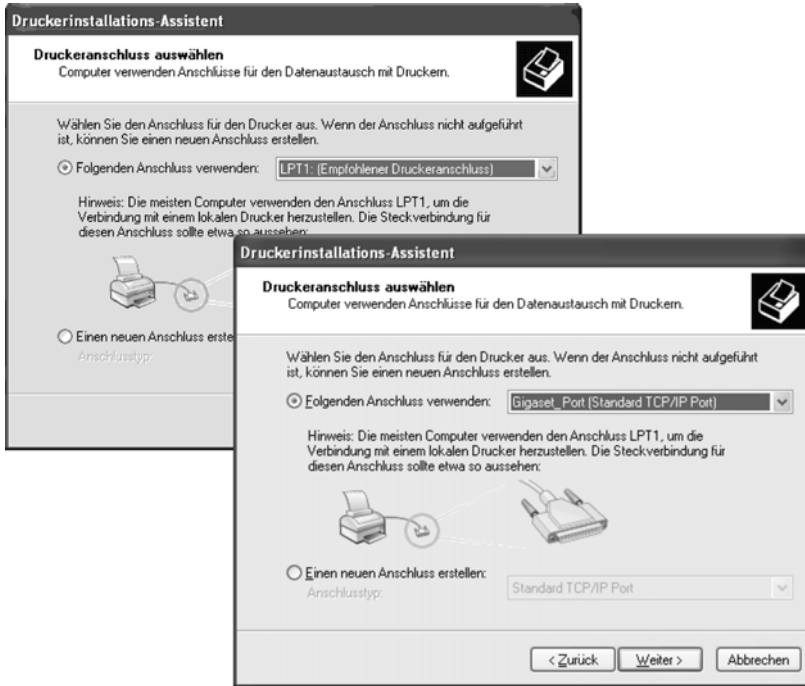 Druckerinstallations-Assistent
Druckeranschluss auswählen
Computer verwenden Anschlüsse für den Datenaustausch mit Druckern.
Wählen Sie den Anschluss für den Drucker aus. Wenn der Anschluss nicht aufgeführt
ist, können Sie einen neuen Anschluss erstellen.
Folgenden Anschluss verwenden: LPT1: (Empfohlener Druckeranschluss)
Hinweis: Die meisten Computer verwenden den Anschluss LPT1, um die
Verbindung mit einem lokalen Drucker herzustellen. Die Steckverbindung für
diesen Anschluss sollte etwa so aussehen:
Einen neuen Anschluss erste
Anschlusstyp:
Druckerinstallations-Assistent
Druckeranschluss auswählen
Computer verwenden Anschlüsse für den Datenaustausch mit Druckern.
Wählen Sie den Anschluss für den Drucker aus. Wenn der Anschluss nicht aufgeführt
ist, können Sie einen neuen Anschluss erstellen.
Folgenden Anschluss verwenden: Gigaset_Port (Standard TCP/IP Port)
Hinweis: Die meisten Computer verwenden den Anschluss LPT1, um die
Verbindung mit einem lokalen Drucker herzustellen. Die Steckverbindung für
diesen Anschluss sollte etwa so aussehen:
Einen neuen Anschluss erstellen:
Anschlusstyp: Standard TCP/IP Port
< Zurück Weiter > Abbrechen